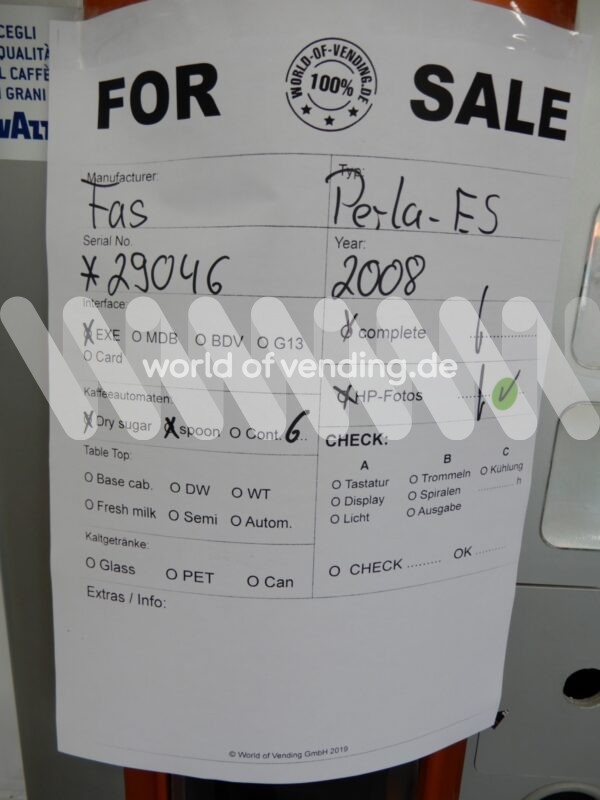 CEGLI
QUALITÀ
L CAFFÈ
I GRANI
VAZZ
FOR SALE
WORLD-OF-VENDING.DE
100%
Manufacturer: Typ:
Fas Perla-ES
Serial No. Year:
*29046 2008
Interface:
X EXE O MDB O BDV O G13
O Card
complete
world of vending.de
X HP-Fotos ✓
Kaffeeautomaten:
X Dry sugar X spoon O Cont. 6
CHECK:
Table Top:
A B C
O Base cab. O DW O WT
O Fresh milk O Semi O Autom.
O Tastatur O Trommeln O Kühlung
O Display O Spiralen .......... h
O Licht O Ausgabe
Kaltgetränke:
O Glass O PET O Can
O CHECK ......... OK .........
Extras / Info:
© World of Vending GmbH 2019